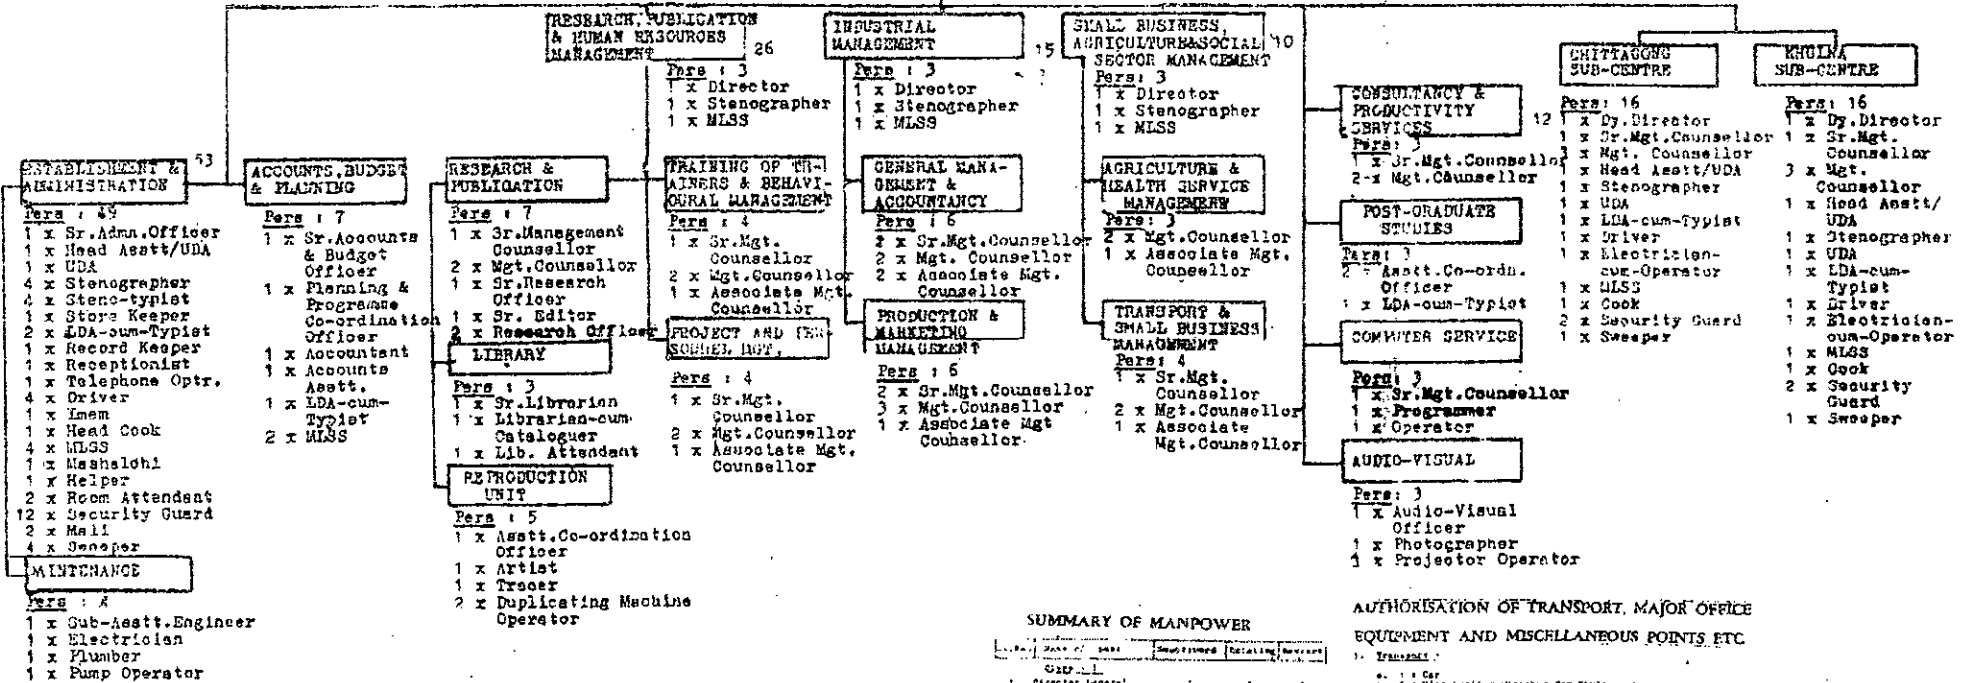 RESEARCH, PUBLICATION
& HUMAN RESOURCES
MANAGEMENT
26
Pers : 3
1 x Director
1 x Stenographer
1 x MLSS
INDUSTRIAL
MANAGEMENT
15
Pers : 3
1 x Director
1 x Stenographer
1 x MLSS
SMALL BUSINESS,
AGRICULTURE&SOCIAL
SECTOR MANAGEMENT
10
Pers: 3
1 x Director
1 x Stenographer
1 x MLSS
CHITTAGONG
SUB-CENTRE
Pers: 16
1 x Dy.Director
1 x Sr.Mgt.Counsellor
3 x Mgt. Counsellor
1 x Head Asstt/UDA
1 x Stenographer
1 x UDA
1 x LDA-cum-Typist
1 x Driver
1 x Electrician-
cum-Operator
1 x MLSS
1 x Cook
2 x Security Guard
1 x Sweeper
KHULNA
SUB-CENTRE
Pers: 16
1 x Dy.Director
1 x Sr.Mgt.
Counsellor
3 x Mgt.
Counsellor
1 x Head Asstt/
UDA
1 x Stenographer
1 x UDA
1 x LDA-cum-
Typist
1 x Driver
1 x Electrician-
cum-Operator
1 x MLSS
1 x Cook
2 x Security
Guard
1 x Sweeper
ESTABLISHMENT &
ADMINISTRATION
53
Pers : 49
1 x Sr.Admn.Officer
1 x Head Asstt/UDA
1 x UDA
4 x Stenographer
4 x Steno-typist
1 x Store Keeper
2 x LDA-cum-Typist
1 x Record Keeper
1 x Receptionist
1 x Telephone Optr.
4 x Driver
1 x Imam
1 x Head Cook
4 x MLSS
1 x Mashalchi
1 x Helper
2 x Room Attendant
12 x Security Guard
2 x Mali
4 x Sweeper
MAINTENANCE
Pers : 4
1 x Sub-Asstt.Engineer
1 x Electrician
1 x Plumber
1 x Pump Operator
ACCOUNTS,BUDGET
& PLANNING
Pers : 7
1 x Sr.Accounts
& Budget
Officer
1 x Planning &
Programme
Co-ordination
Officer
1 x Accountant
1 x Accounts
Asstt.
1 x LDA-cum-
Typist
2 x MLSS
RESEARCH &
PUBLICATION
Pers : 7
1 x Sr.Management
Counsellor
2 x Mgt.Counsellor
1 x Sr.Research
Officer
1 x Sr. Editor
2 x Research Officer
LIBRARY
Pers : 3
1 x Sr.Librarian
1 x Librarian-cum-
Cataloguer
1 x Lib. Attendant
REPRODUCTION
UNIT
Pers : 5
1 x Asstt.Co-ordination
Officer
1 x Artist
1 x Tracer
2 x Duplicating Machine
Operator
TRAINING OF TR-
AINERS & BEHAVI-
OURAL MANAGEMENT
Pers : 4
1 x Sr.Mgt.
Counsellor
2 x Mgt.Counsellor
1 x Associate Mgt.
Counsellor
PROJECT AND PER-
SONNEL MGT.
Pers : 4
1 x Sr.Mgt.
Counsellor
2 x Mgt.Counsellor
1 x Associate Mgt.
Counsellor
GENERAL MANA-
GEMENT &
ACCOUNTANCY
Pers : 6
2 x Sr.Mgt.Counsellor
2 x Mgt. Counsellor
2 x Associate Mgt.
Counsellor
PRODUCTION &
MARKETING
MANAGEMENT
Pers : 6
2 x Sr.Mgt.Counsellor
3 x Mgt.Counsellor
1 x Associate Mgt
Counsellor
AGRICULTURE &
HEALTH SERVICE
MANAGEMENT
Pers: 3
2 x Mgt.Counsellor
1 x Associate Mgt.
Counsellor
TRANSPORT &
SMALL BUSINESS
MANAGEMENT
Pers : 4
1 x Sr.Mgt.
Counsellor
2 x Mgt.Counsellor
1 x Associate
Mgt.Counsellor
CONSULTANCY &
PRODUCTIVITY
SERVICES
12
Pers: 3
1 x Sr.Mgt.Counsellor
2 x Mgt.Counsellor
POST-GRADUATE
STUDIES
Pers: 3
2 x Asstt.Co-ordn.
Officer
1 x LDA-cum-Typist
COMPUTER SERVICE
Pers: 3
1 x Sr.Mgt.Counsellor
1 x Programmer
1 x Operator
AUDIO-VISUAL
Pers: 3
1 x Audio-Visual
Officer
1 x Photographer
1 x Projector Operator
SUMMARY OF MANPOWER
AUTHORISATION OF TRANSPORT, MAJOR OFFICE
EQUIPMENT AND MISCELLANEOUS POINTS ETC
Transport :
Car